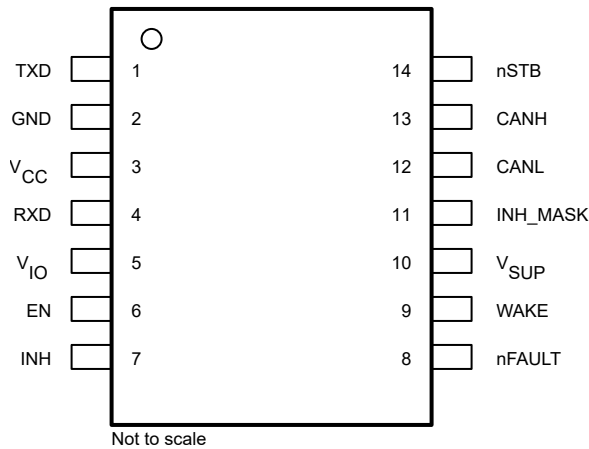 TXD 1 14 nSTB
GND 2 13 CANH
VCC 3 12 CANL
RXD 4 11 INH_MASK
VIO 5 10 VSUP
EN 6 9 WAKE
INH 7 8 nFAULT
Not to scale